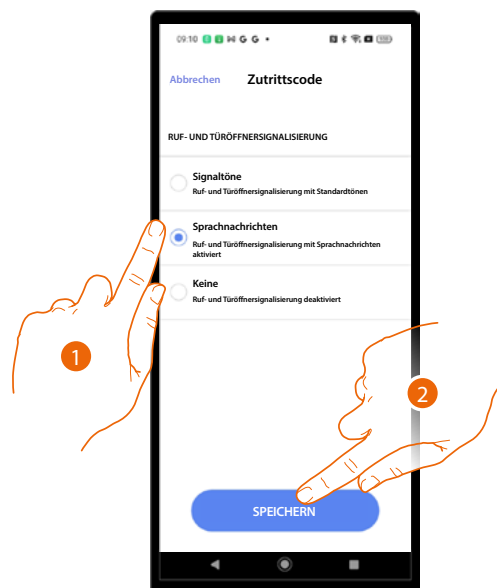 09:10 G G
Abbrechen Zutrittscode
RUF- UND TÜRÖFFNERSIGNALISIERUNG
Signaltöne
Ruf- und Türöffnersignalisierung mit Standardtönen
Sprachnachrichten
Ruf- und Türöffnersignalisierung mit Sprachnachrichten
aktiviert
Keine
Ruf- und Türöffnersignalisierung deaktiviert
1
2
SPEICHERN